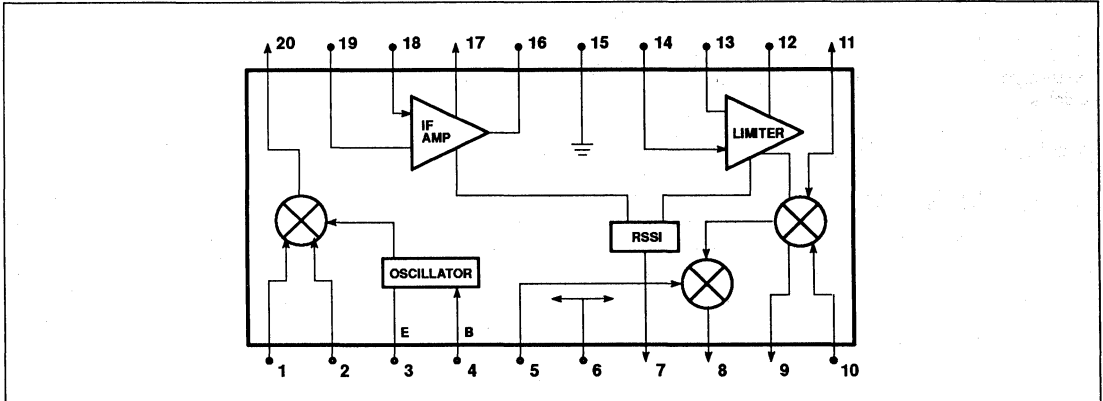 20 19 18 17 16 15 14 13 12 11
IF
AMP
LIMITER
RSSI
OSCILLATOR
E B
1 2 3 4 5 6 7 8 9 10